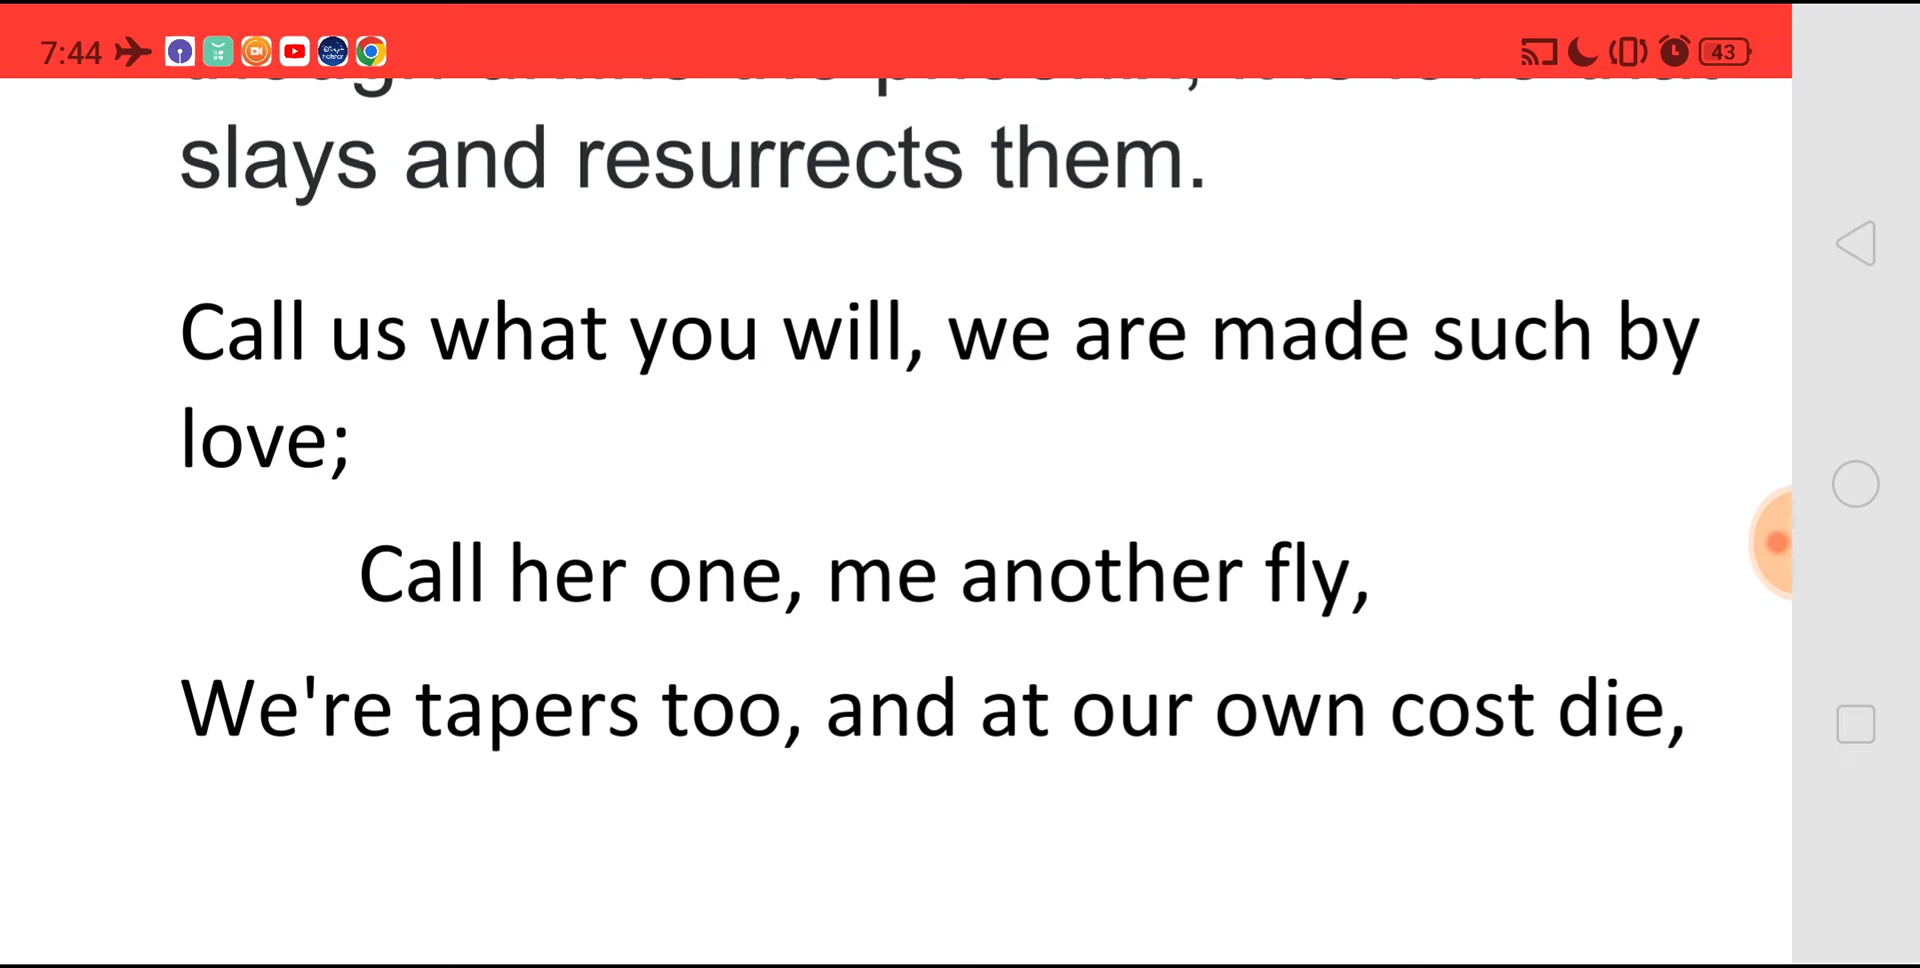 7:44
43
slays and resurrects them.
Call us what you will, we are made such by
love;
Call her one, me another fly,
We're tapers too, and at our own cost die,